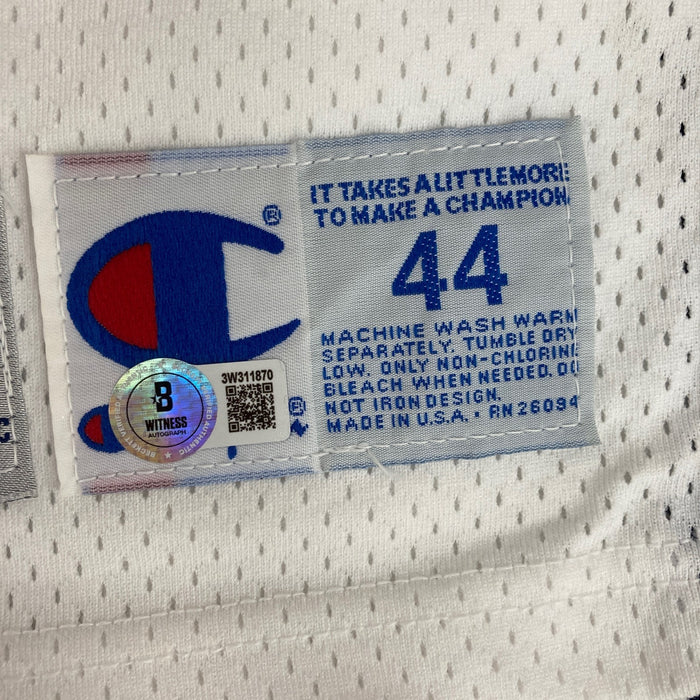 IT TAKES A LITTLE MORE
TO MAKE A CHAMPION.
44
MACHINE WASH WARM
SEPARATELY. TUMBLE DRY
LOW. ONLY NON-CHLORINE
BLEACH WHEN NEEDED. DO
NOT IRON DESIGN.
MADE IN U.S.A. • RN 26094
®
3W311870
B
WITNESS
AUTOGRAPH
C